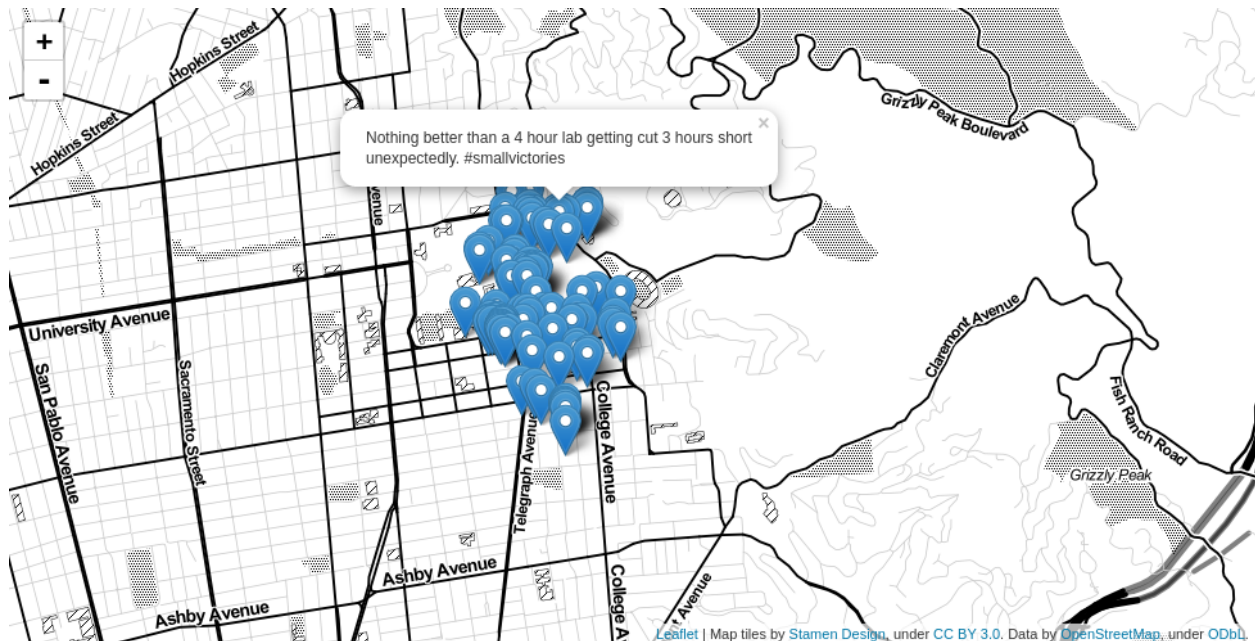 +
-
Hopkins Street
Hopkins Street
Grizzly Peak Boulevard
×
Nothing better than a 4 hour lab getting cut 3 hours short
unexpectedly. #smallvictories
venue
University Avenue
San Pablo Avenue
Sacramento Street
Claremont Avenue
Fish Ranch Road
College Avenue
Telegraph Avenue
Grizzly Peak
Ashby Avenue
Ashby Avenue
College A
t Avenue
Leaflet | Map tiles by Stamen Design, under CC BY 3.0. Data by OpenStreetMap, under ODbL.